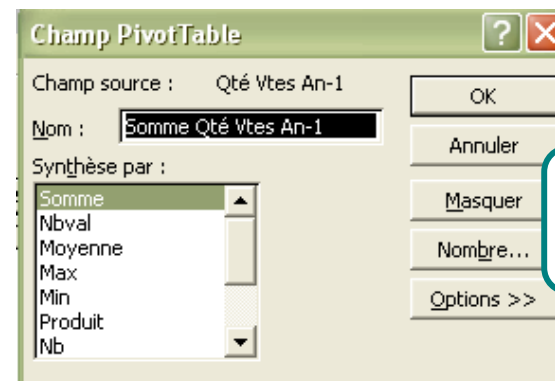 Champ PivotTable
Champ source : Qté Vtes An-1
Nom : Somme Qté Vtes An-1
Synthèse par :
Somme
Nbval
Moyenne
Max
Min
Produit
Nb
OK
Annuler
Masquer
Nombre...
Options >>